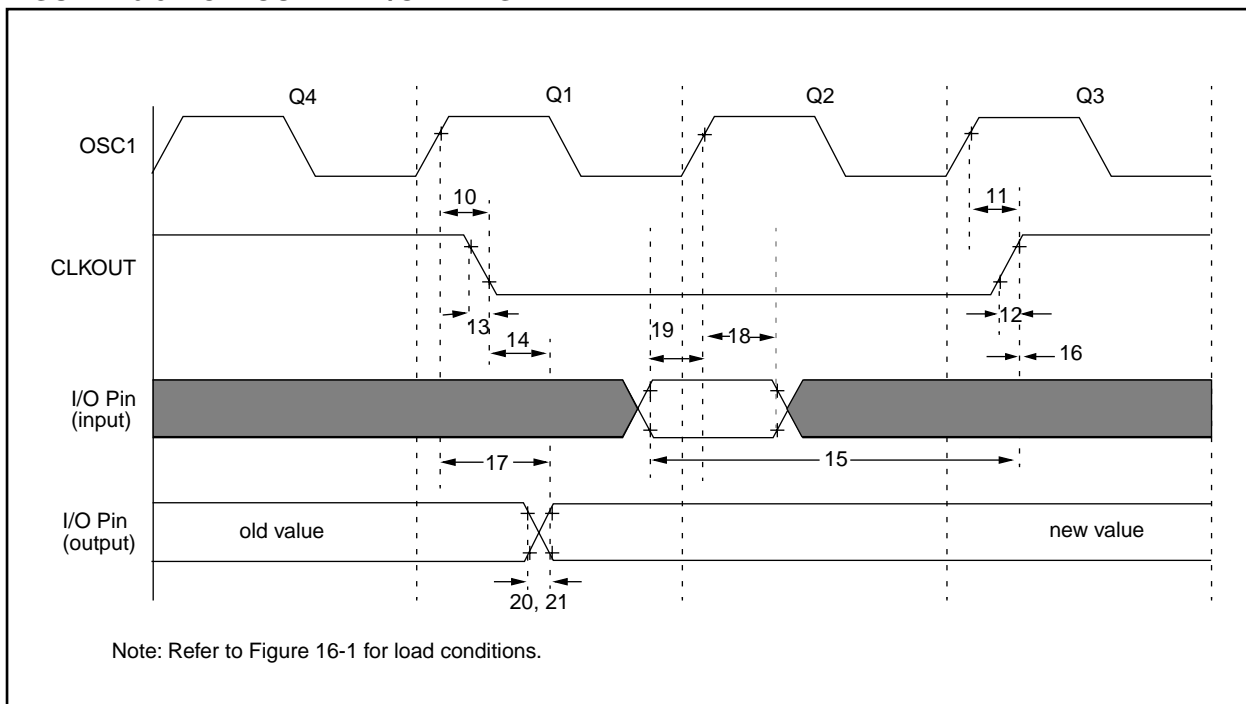 Q4 Q1 Q2 Q3
OSC1
10 11
CLKOUT
13 12
14 19 18 16
I/O Pin
(input)
17 15
I/O Pin
(output)
old value new value
20, 21
Note: Refer to Figure 16-1 for load conditions.